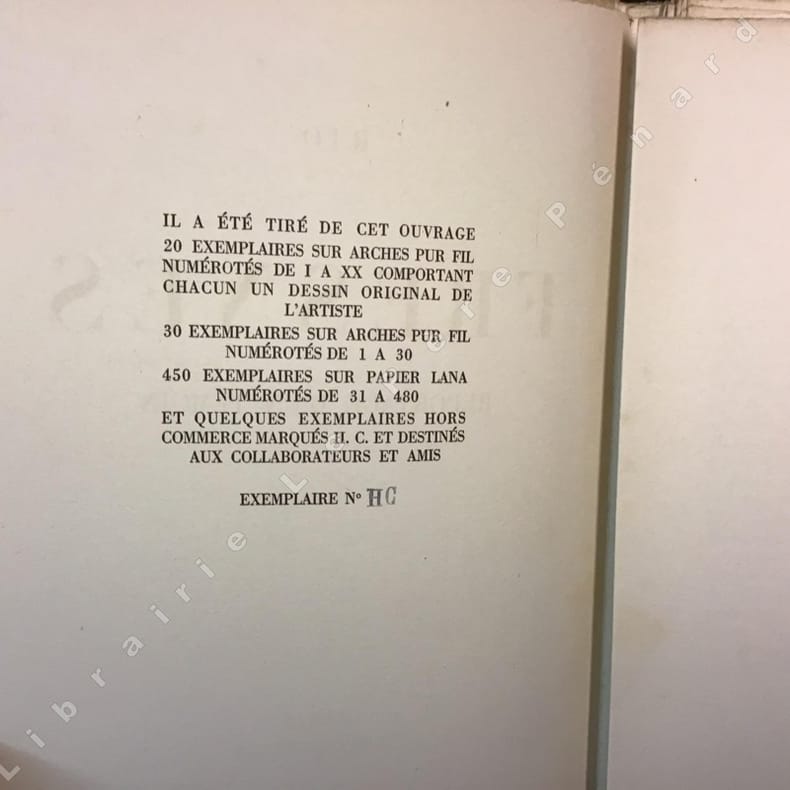 IL A ÉTÉ TIRÉ DE CET OUVRAGE
20 EXEMPLAIRES SUR ARCHES PUR FIL
NUMÉROTÉS DE I A XX COMPORTANT
CHACUN UN DESSIN ORIGINAL DE
L'ARTISTE
30 EXEMPLAIRES SUR ARCHES PUR FIL
NUMÉROTÉS DE 1 A 30
450 EXEMPLAIRES SUR PAPIER LANA
NUMÉROTÉS DE 31 A 480
ET QUELQUES EXEMPLAIRES HORS
COMMERCE MARQUÉS H. C. ET DESTINÉS
AUX COLLABORATEURS ET AMIS
EXEMPLAIRE Nº HC
Librairie Le Père Pénard